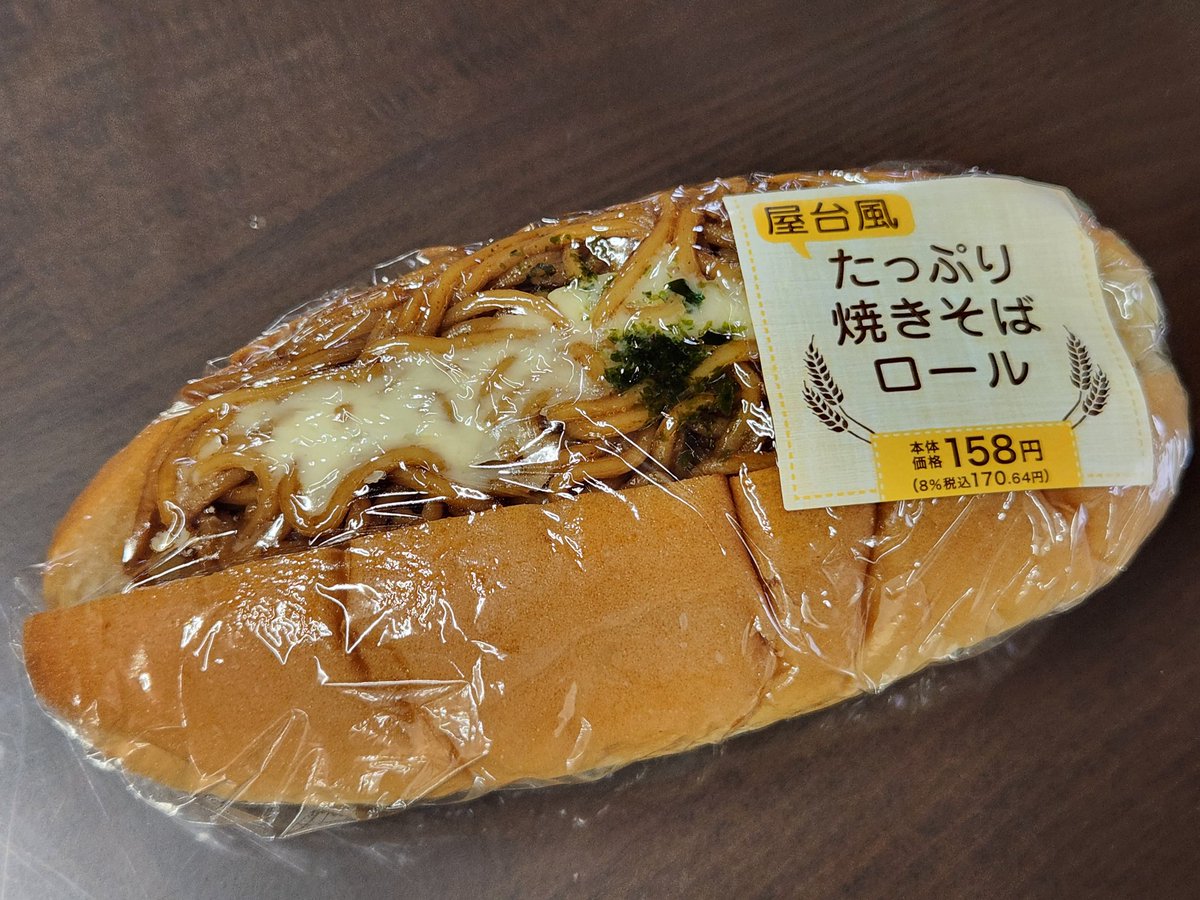 屋台風
たっぷり
焼きそば
ロール
本体
価格 158円
(8%税込170.64円)